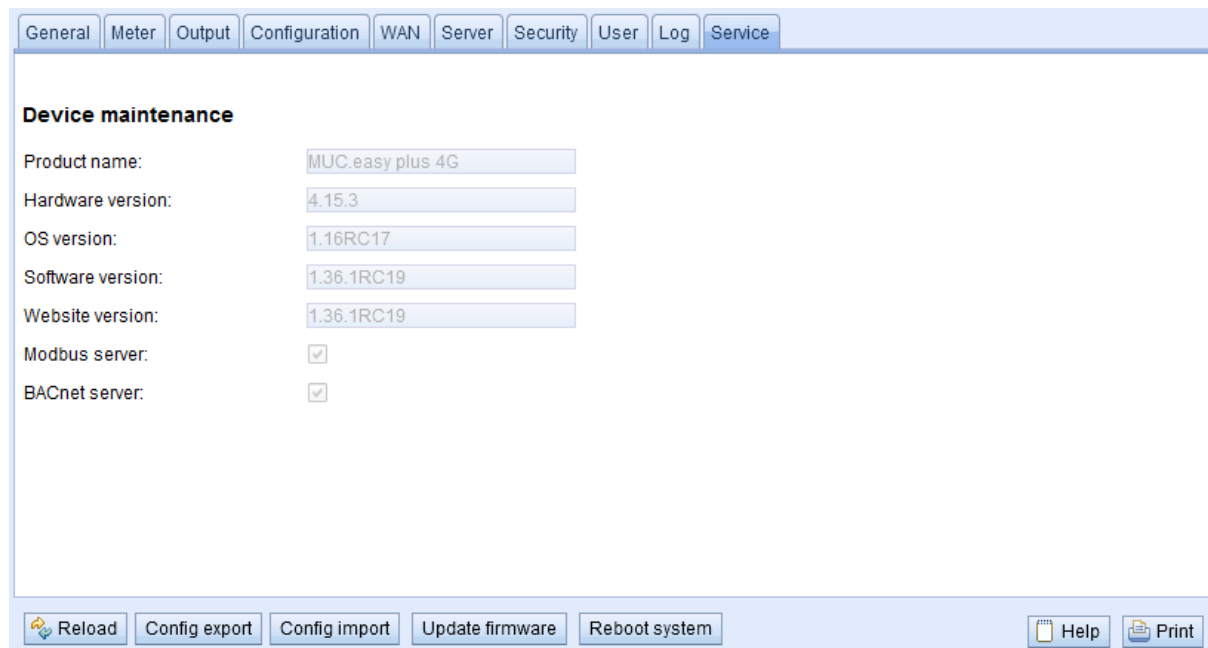 General Meter Output Configuration WAN Server Security User Log Service
Device maintenance
Product name: MUC.easy plus 4G
Hardware version: 4.15.3
OS version: 1.16RC17
Software version: 1.36.1RC19
Website version: 1.36.1RC19
Modbus server:
BACnet server:
Reload Config export Config import Update firmware Reboot system Help Print